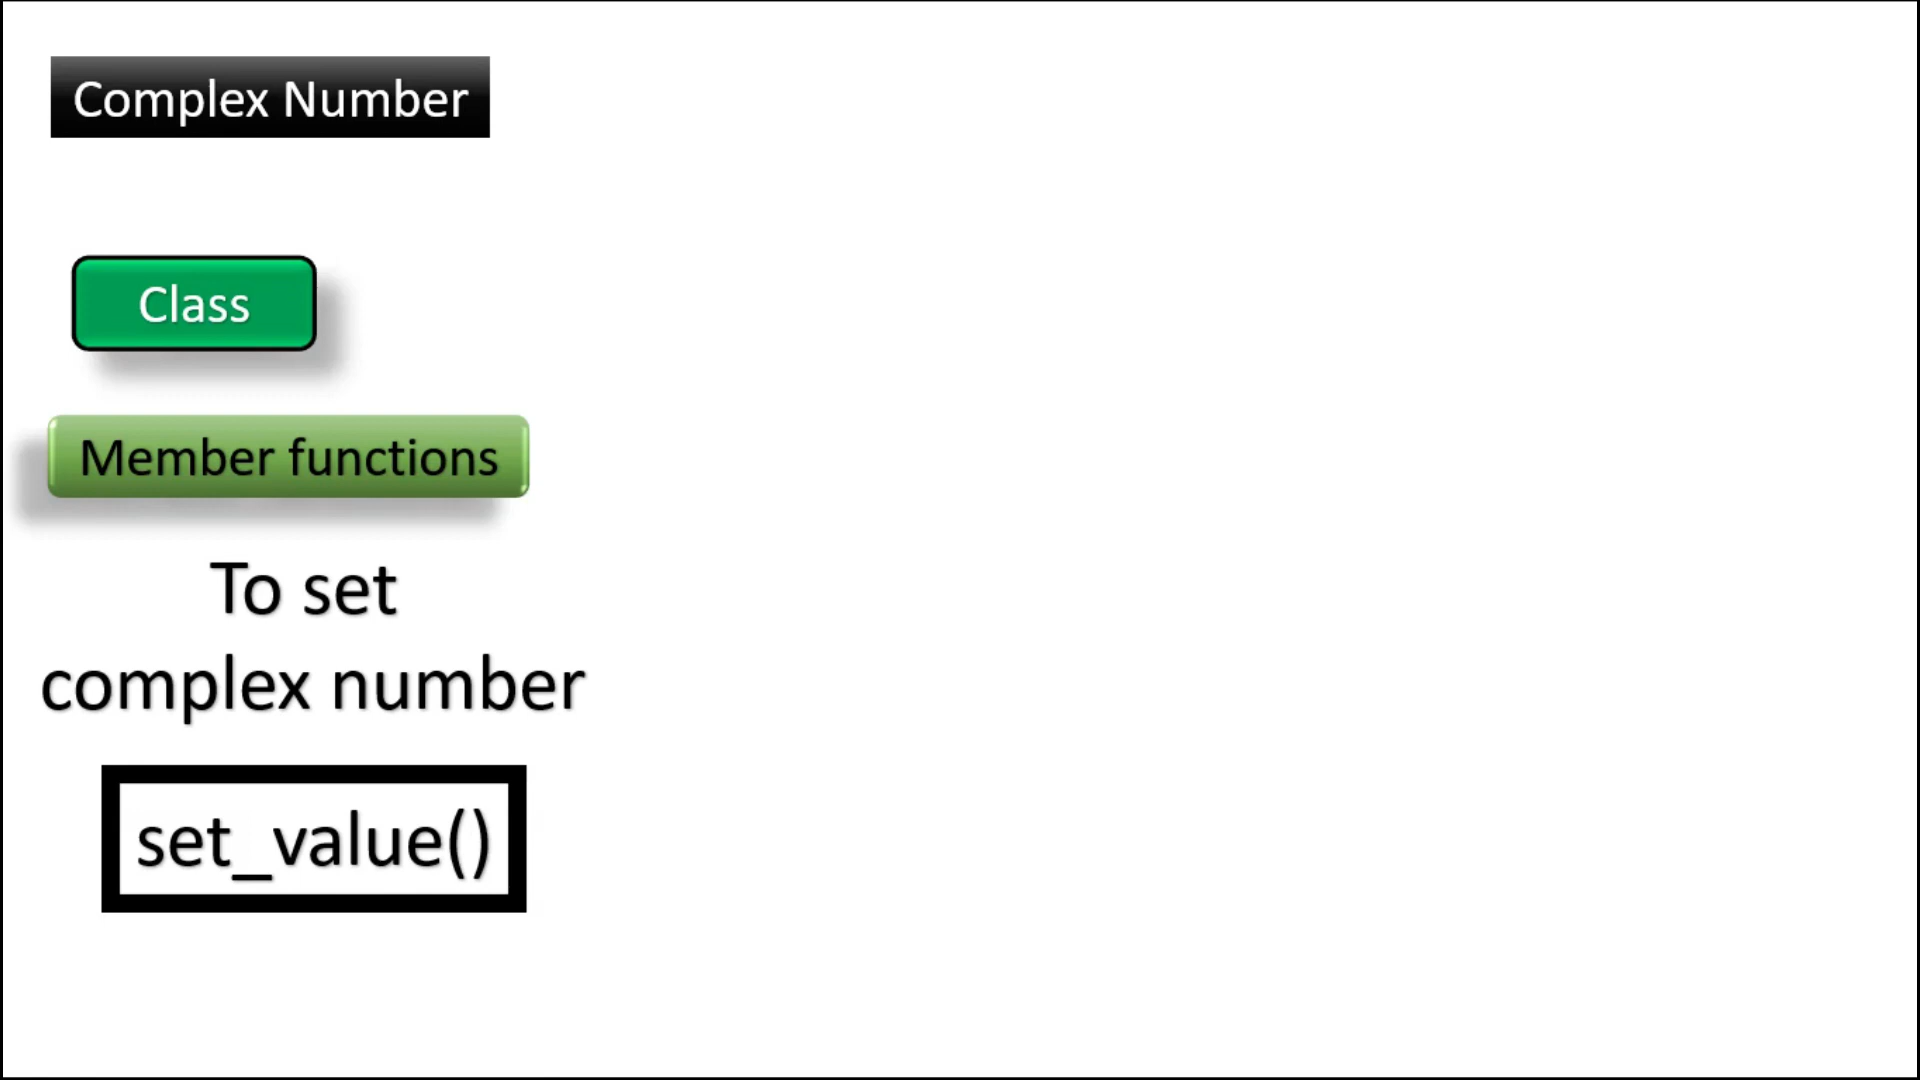 Complex Number
Class
Member functions
To set
complex number
set_value()